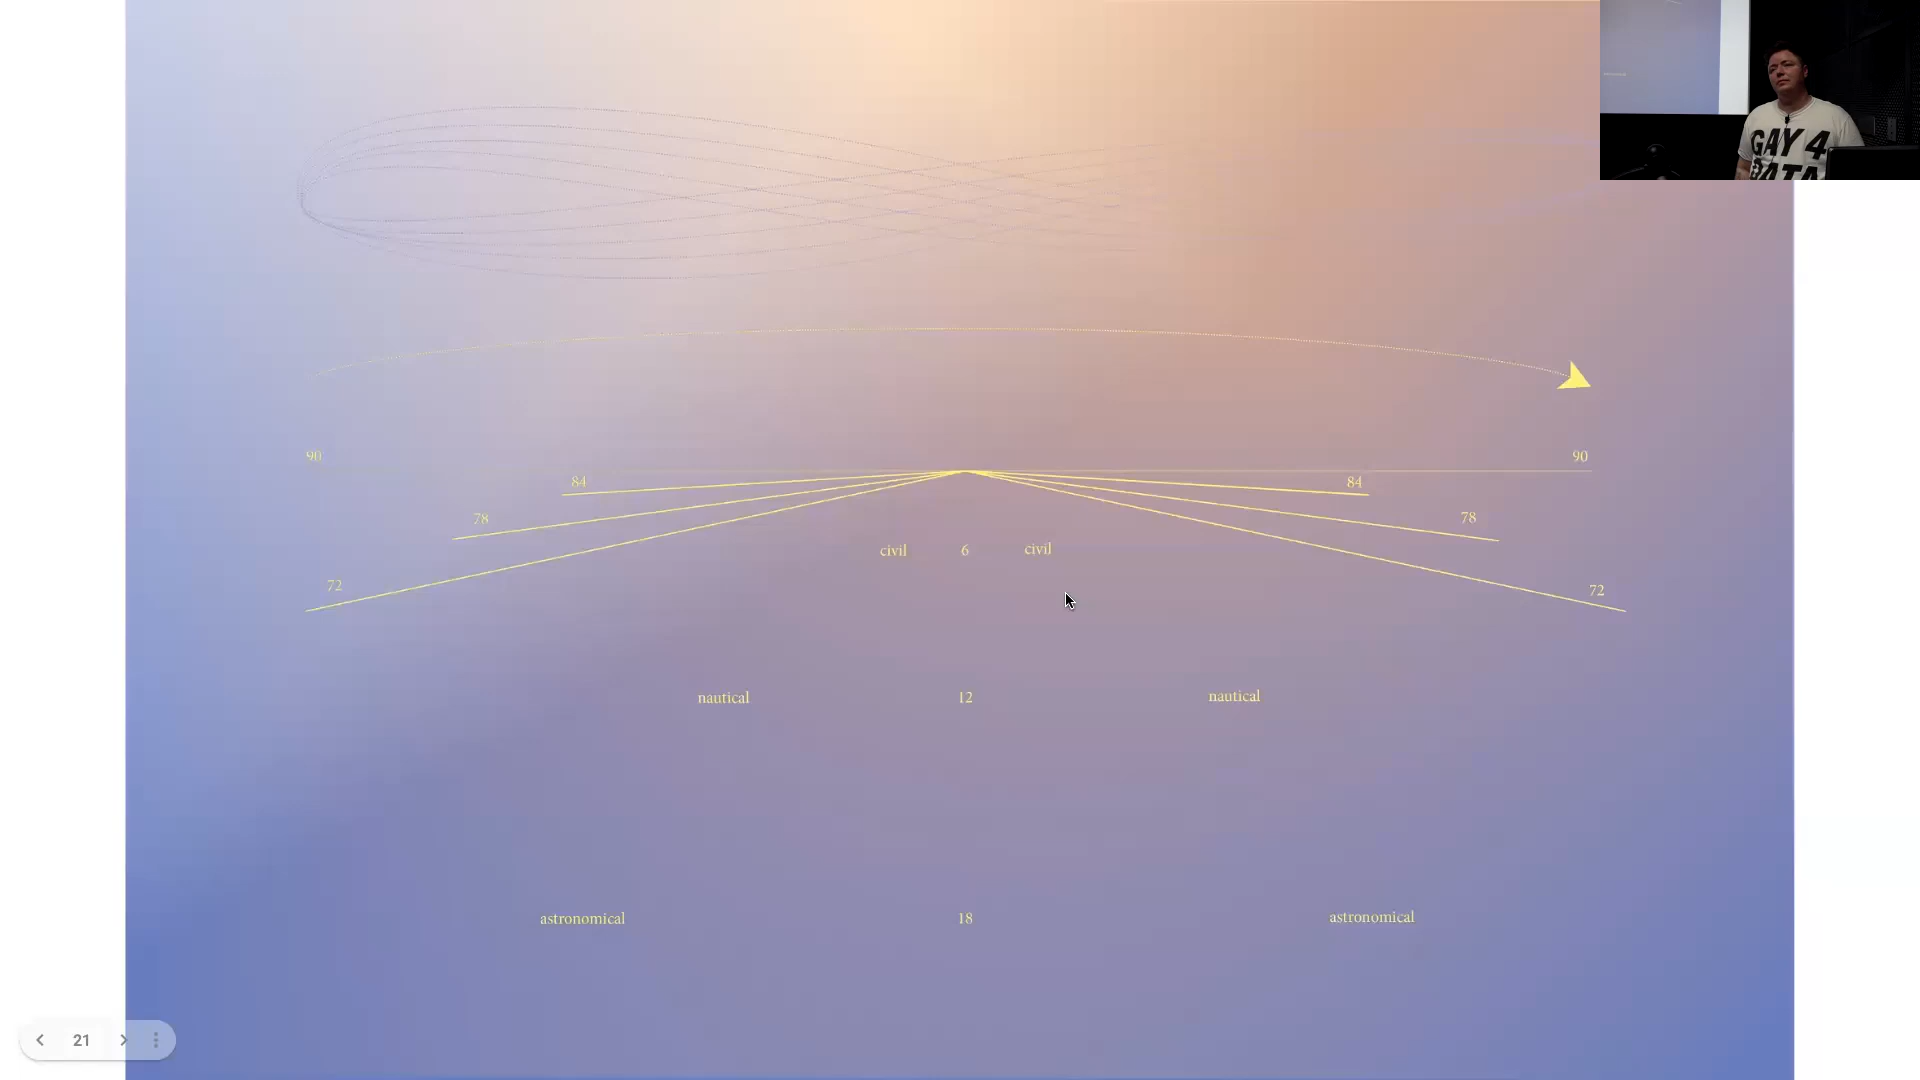 GAY 4
DATA
90 90
84 84
78 78
civil 6 civil
72 72
nautical 12 nautical
astronomical 18 astronomical
21